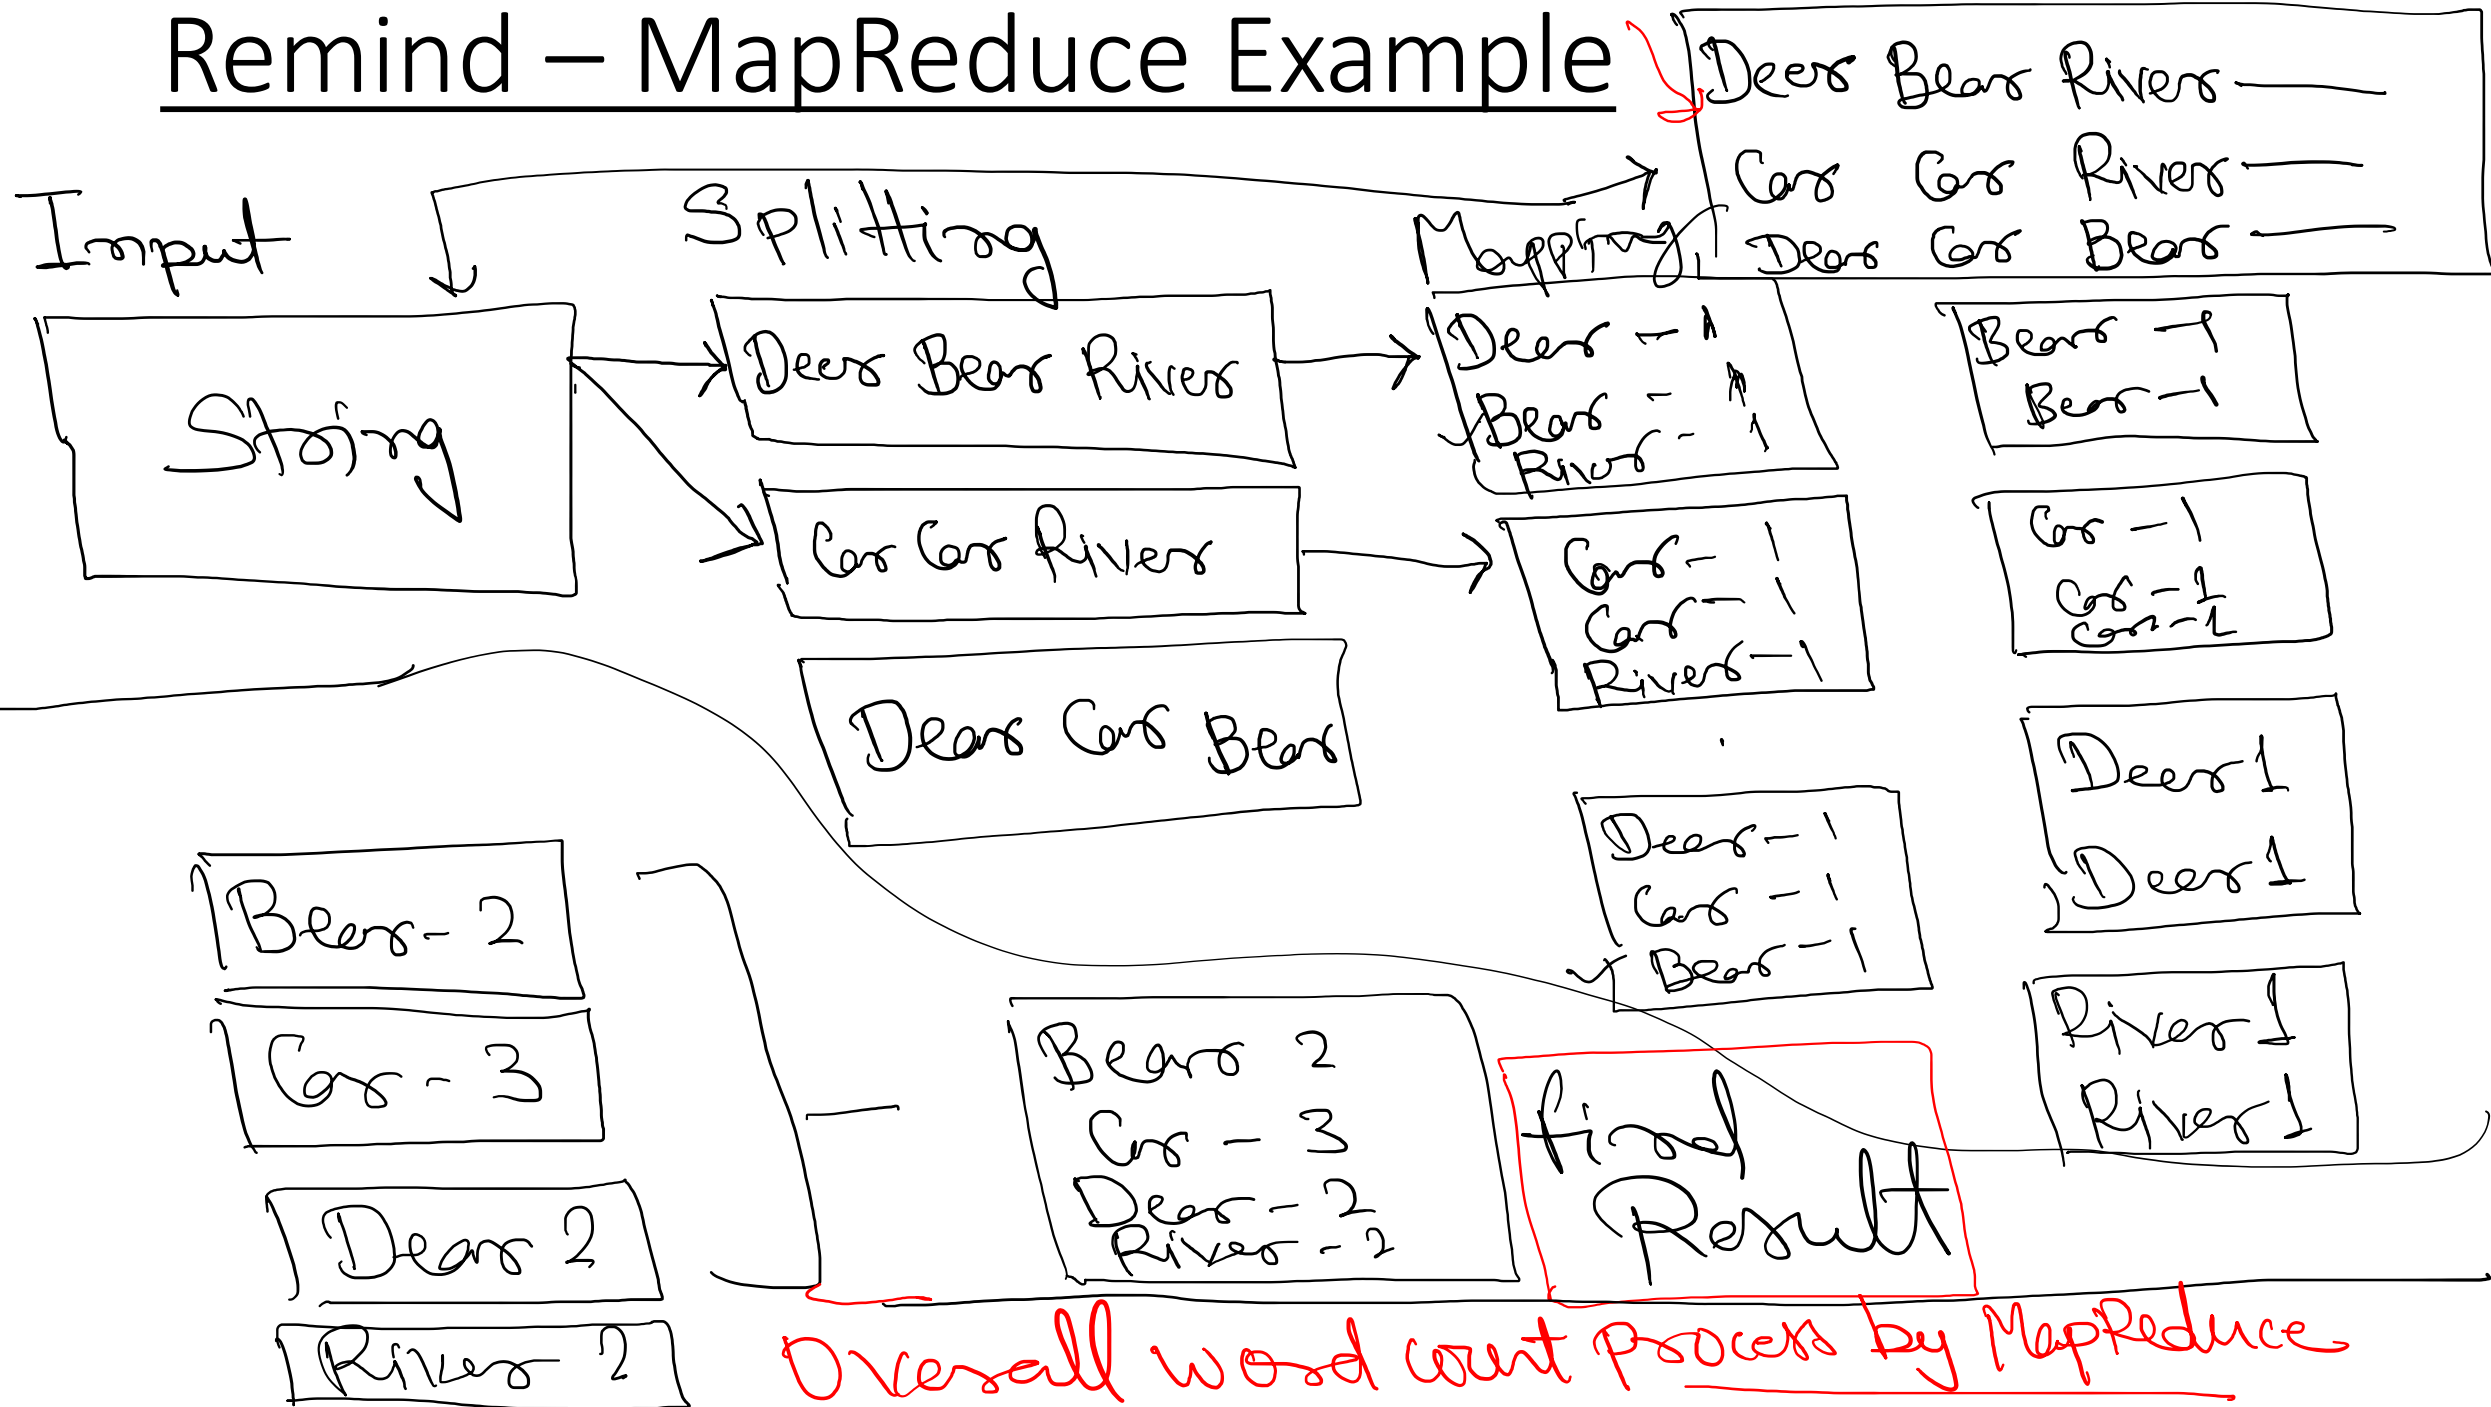 Remind – MapReduce Example
Deer Bear River
Car Car River
Dear Car Bear
Input
Splitting
Mapping
String
Deer Bear River
Car Car River
Dear Car Bear
Deer - 1
Bear - 1
River - 1
Car - 1
Car - 1
River - 1
Deer - 1
Car - 1
Bear - 1
Bear - 1
Bear - 1
Car - 1
Car - 1
Car - 1
Deer 1
Deer 1
River 1
River 1
Bear - 2
Car - 3
Dear 2
River 2
Bear 2
Car - 3
Dear - 2
River - 2
final
Result
Overall word count process by MapReduce